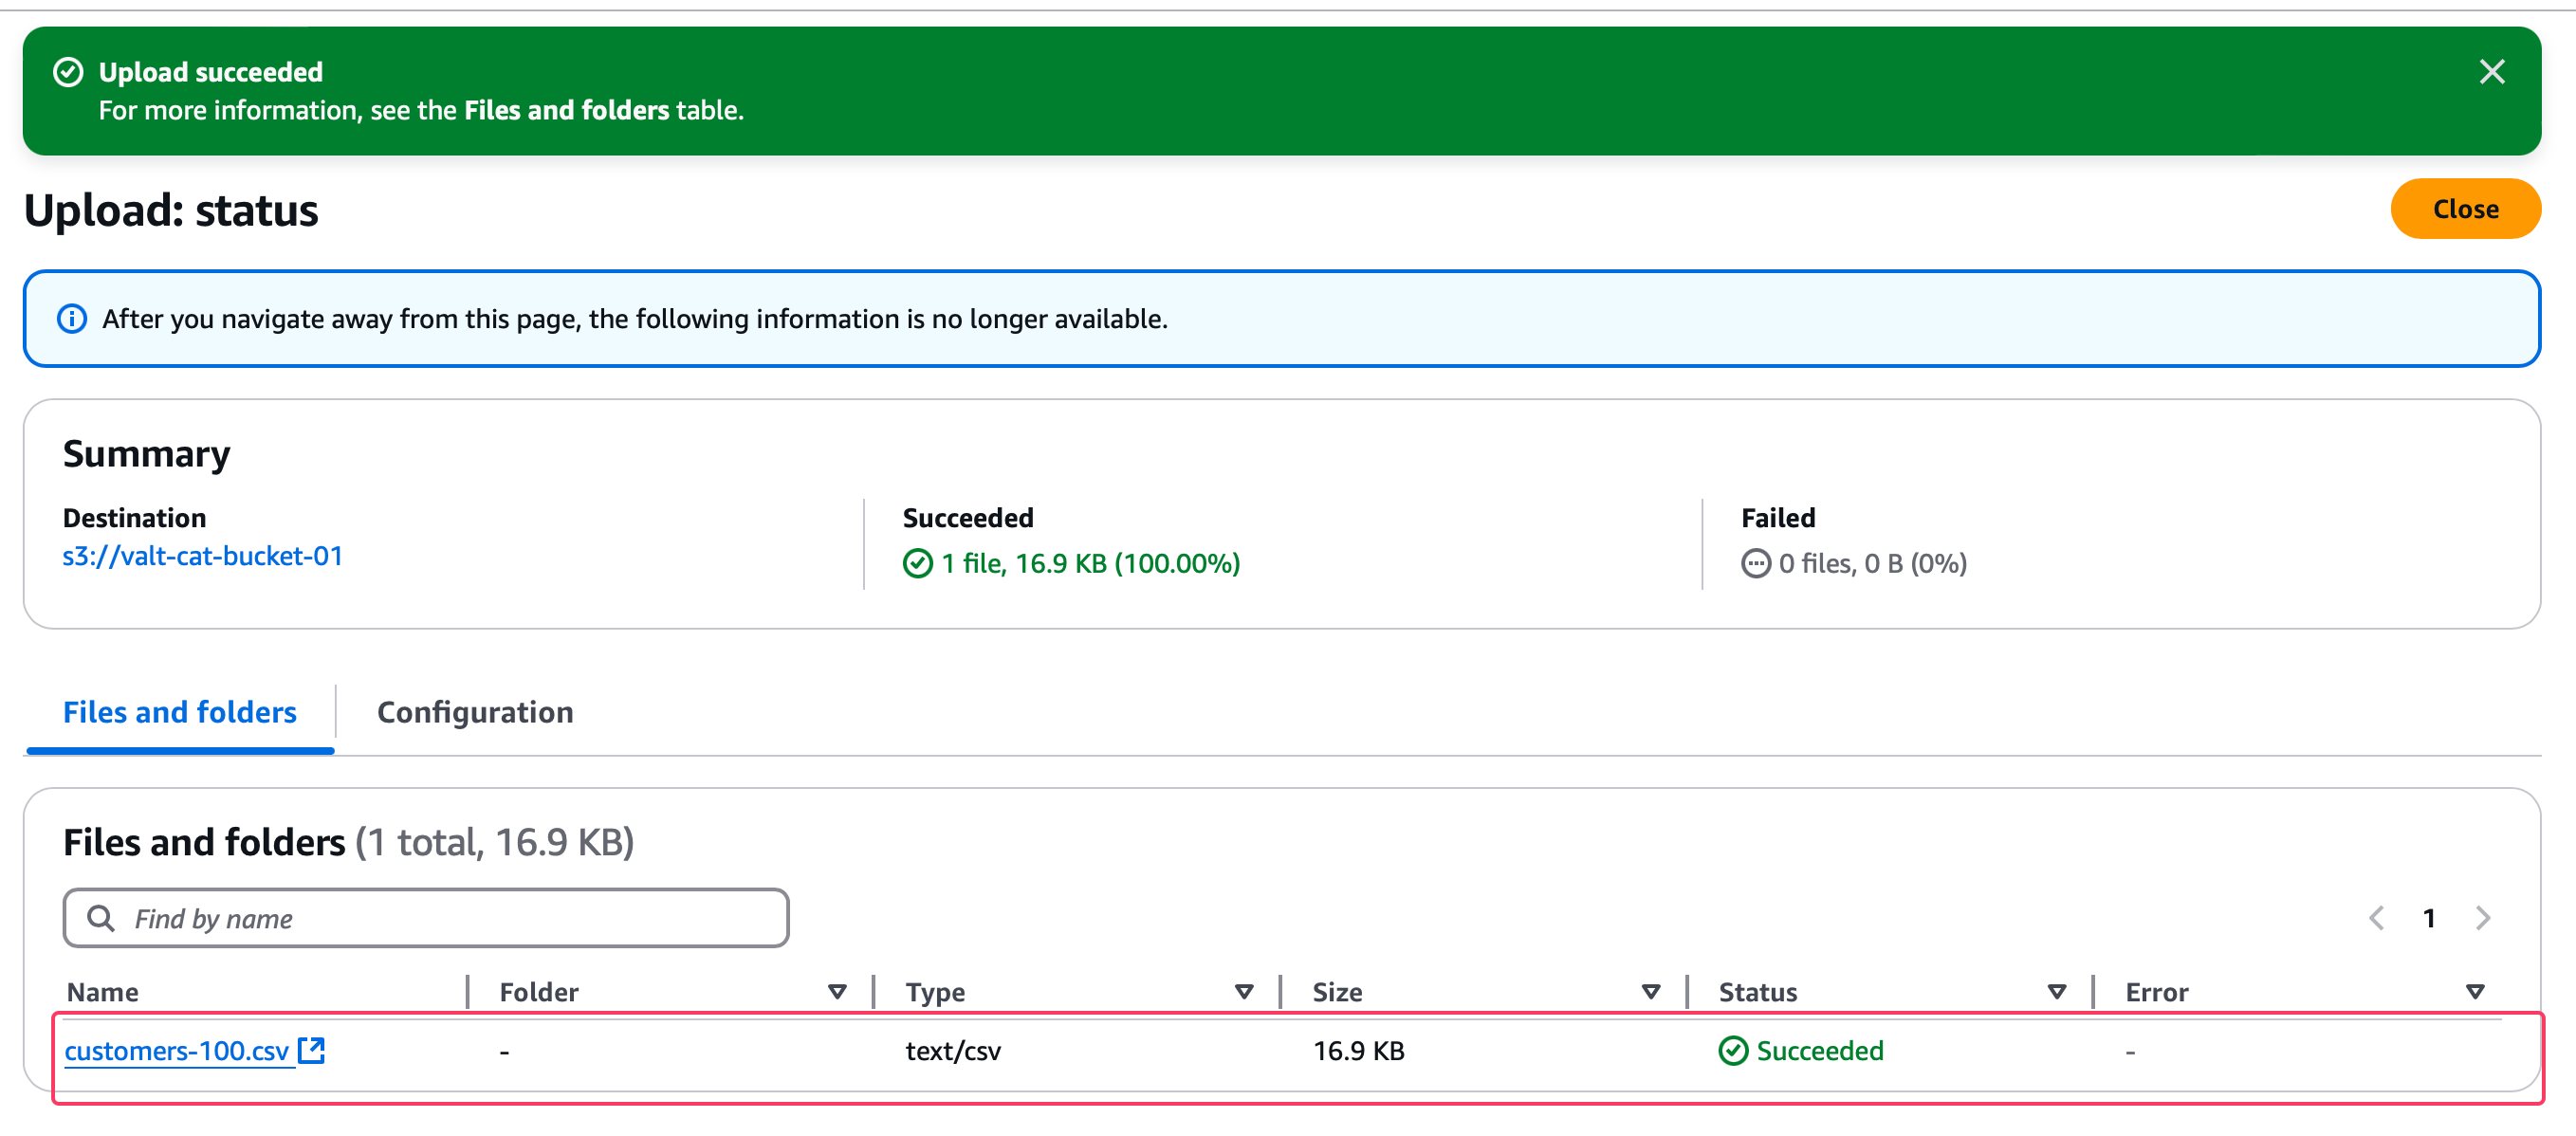 Upload succeeded
For more information, see the Files and folders table.
Upload: status
Close
After you navigate away from this page, the following information is no longer available.
Summary
Destination
s3://valt-cat-bucket-01
Succeeded
1 file, 16.9 KB (100.00%)
Failed
0 files, 0 B (0%)
Files and folders
Configuration
Files and folders (1 total, 16.9 KB)
Find by name
1
Name Folder Type Size Status Error
customers-100.csv - text/csv 16.9 KB Succeeded -